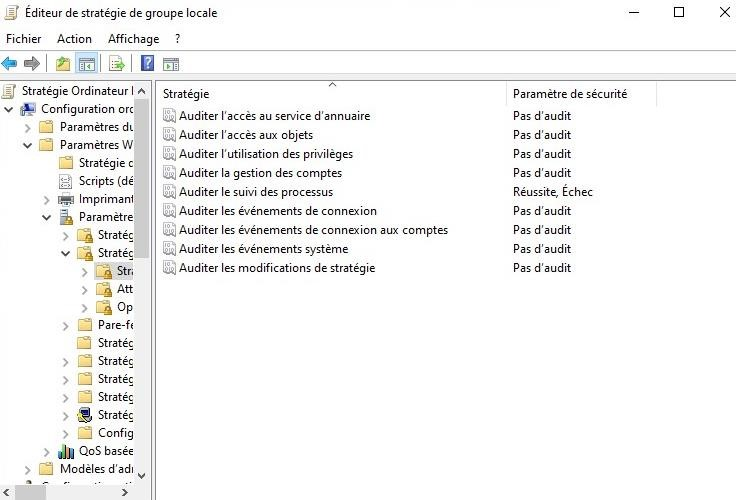 Éditeur de stratégie de groupe locale
Fichier Action Affichage ?
Stratégie Ordinateur
Configuration ord
Paramètres du
Paramètres W
Stratégie d
Scripts (dé
Imprimant
Paramètre
Stratég
Stratég
Stra
Att
Op
Pare-fe
Stratég
Stratég
Stratég
Stratég
Stratég
Config
QoS basée
Modèles d'adr
Stratégie Paramètre de sécurité
Auditer l'accès au service d'annuaire Pas d'audit
Auditer l'accès aux objets Pas d'audit
Auditer l'utilisation des privilèges Pas d'audit
Auditer la gestion des comptes Pas d'audit
Auditer le suivi des processus Réussite, Échec
Auditer les événements de connexion Pas d'audit
Auditer les événements de connexion aux comptes Pas d'audit
Auditer les événements système Pas d'audit
Auditer les modifications de stratégie Pas d'audit